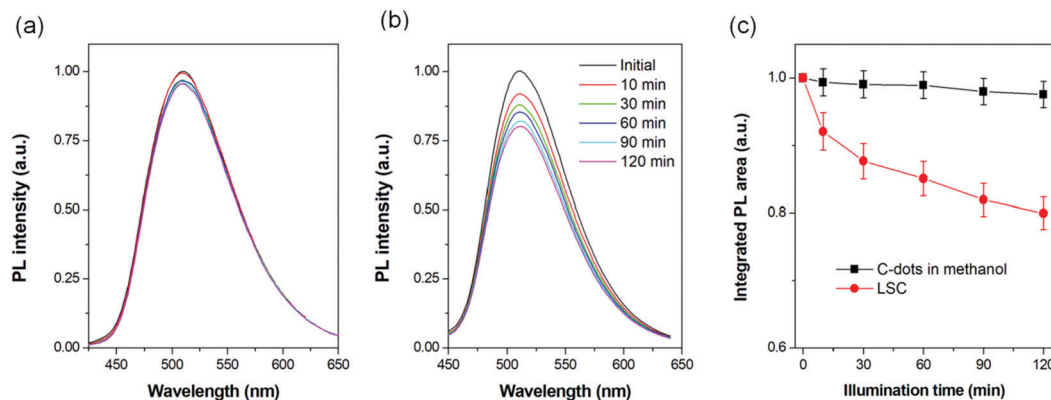 (a)
PL intensity (a.u.)
1.00
0.75
0.50
0.25
0.00
450
500
550
600
650
Wavelength (nm)
(b)
PL intensity (a.u.)
1.00
0.75
0.50
0.25
0.00
Initial
10 min
30 min
60 min
90 min
120 min
450
500
550
600
650
Wavelength (nm)
(c)
Integrated PL area (a.u.)
1.0
0.8
0.6
C-dots in methanol
LSC
0
30
60
90
120
Illumination time (min)